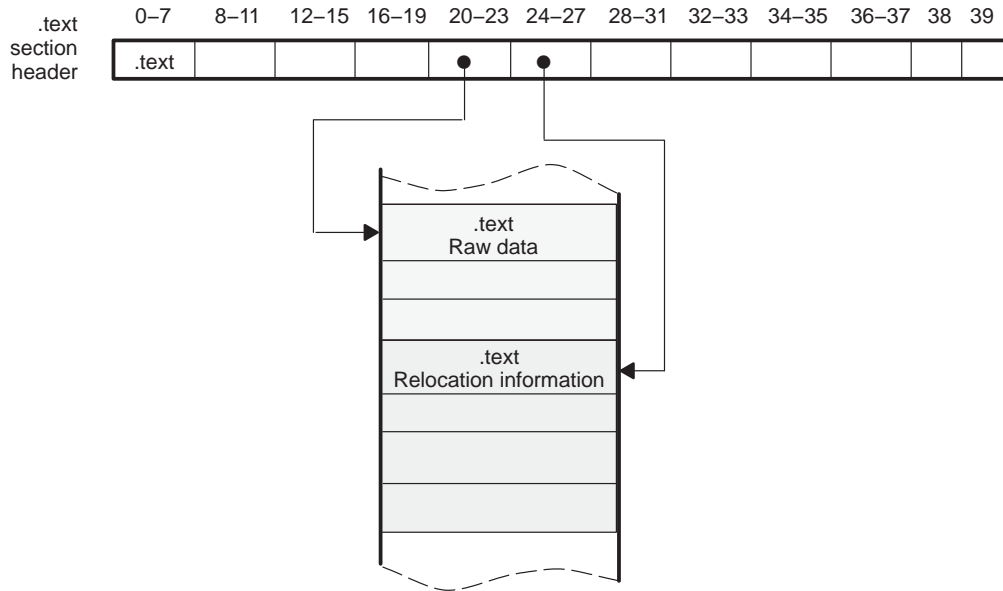 .text
section
header
0–7 8–11 12–15 16–19 20–23 24–27 28–31 32–33 34–35 36–37 38 39
.text
.text
Raw data
.text
Relocation information